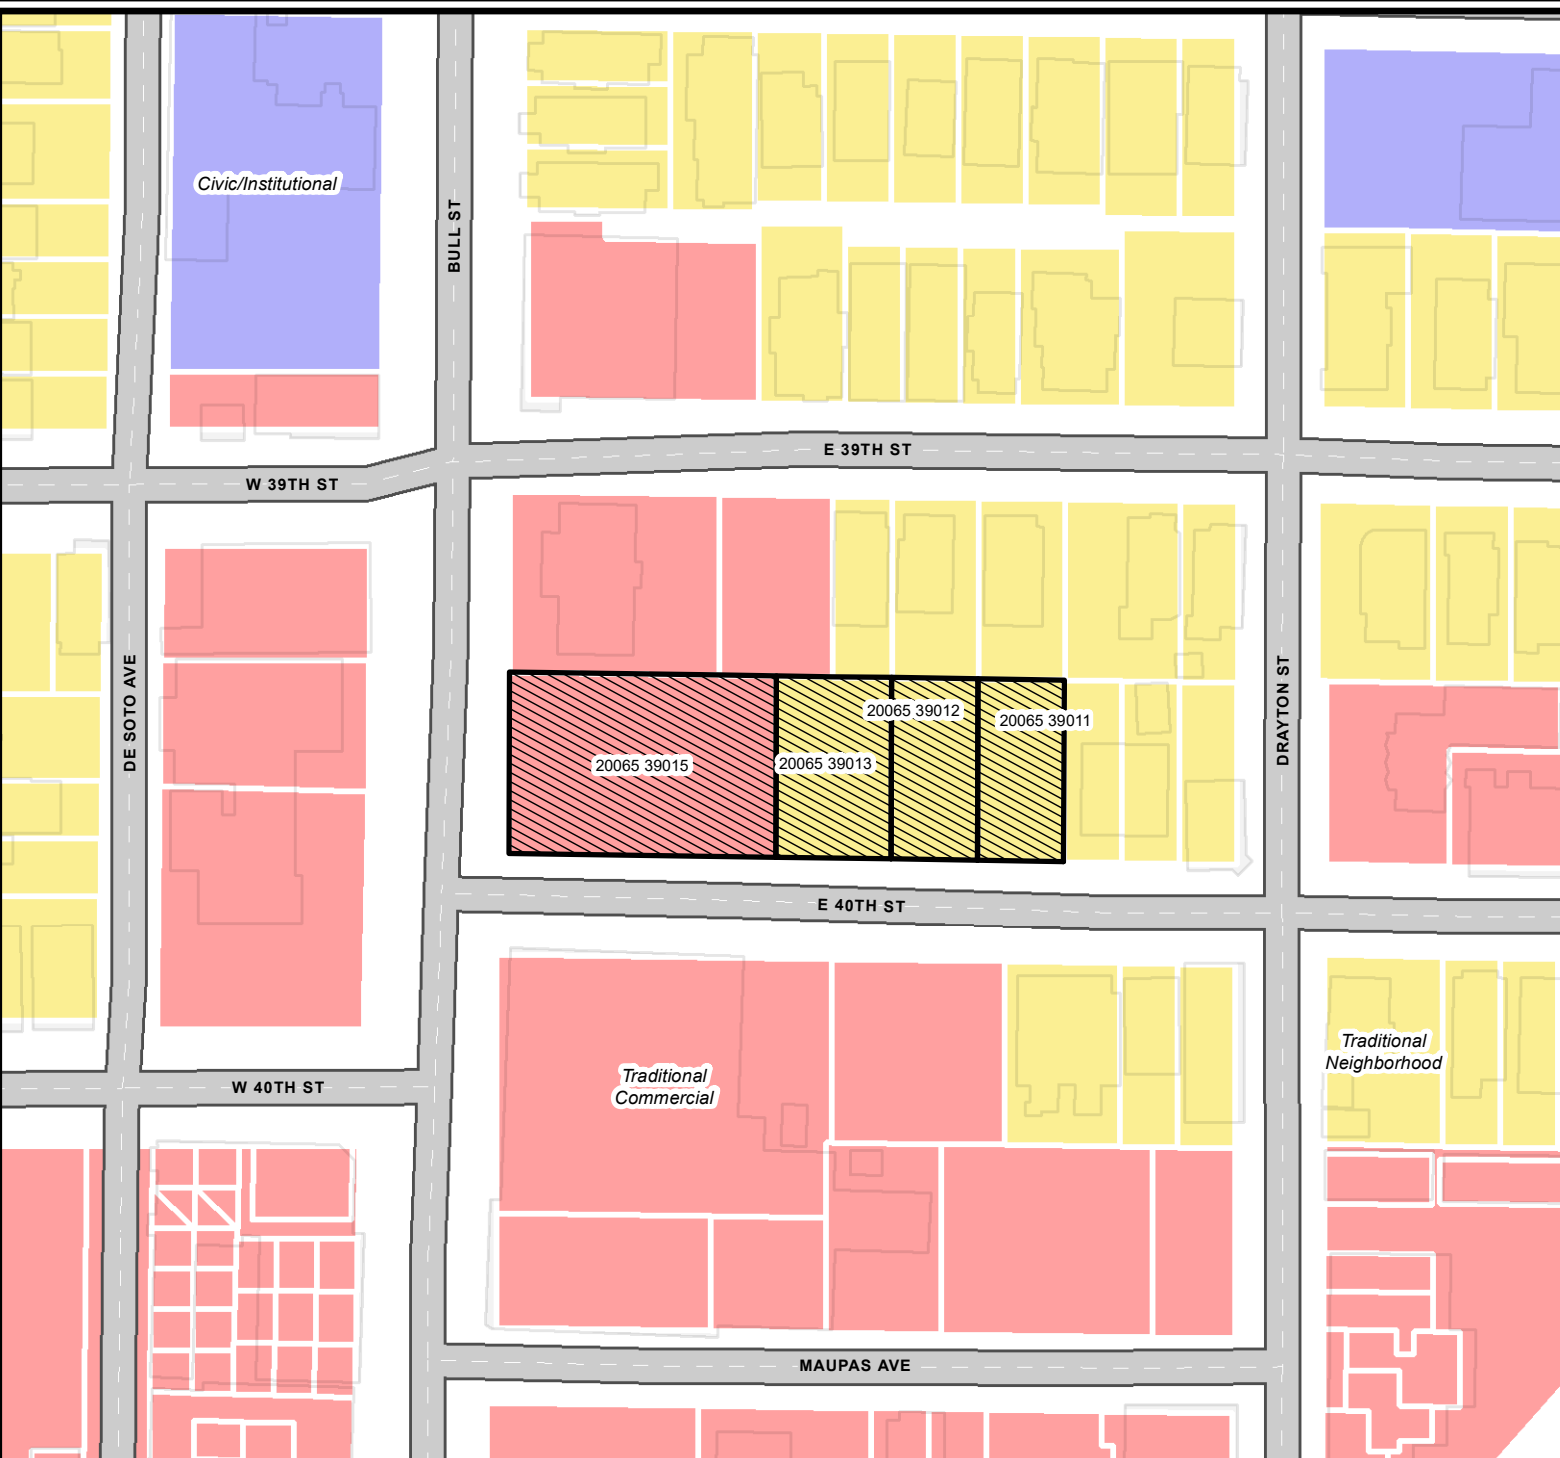 Civic/Institutional
BULL ST
E 39TH ST
W 39TH ST
DE SOTO AVE
DRAYTON ST
20065 39012
20065 39011
20065 39015
20065 39013
E 40TH ST
Traditional
Neighborhood
Traditional
Commercial
W 40TH ST
MAUPAS AVE